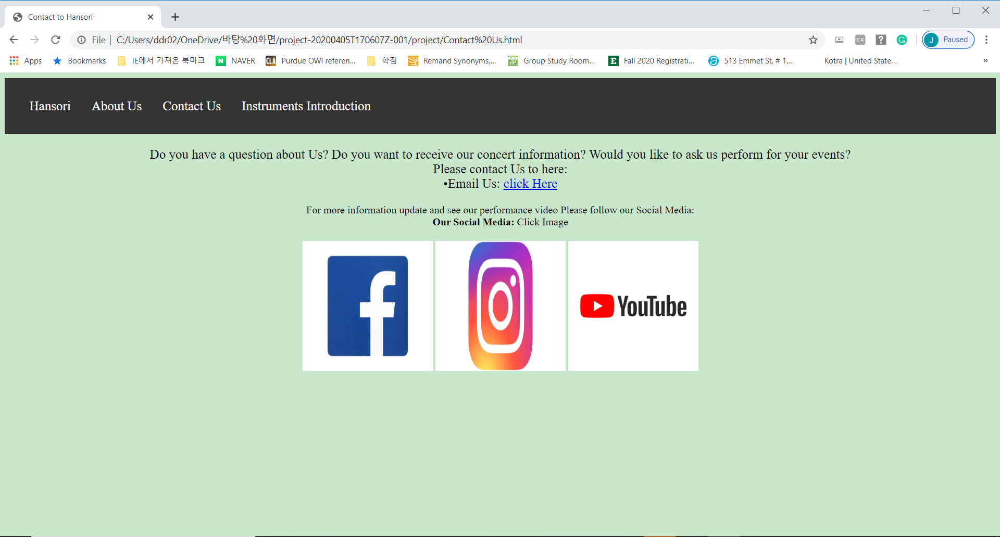 Contact to Hansori
File | C:/Users/ddr02/OneDrive/바탕%20화면/project-20200405T170607Z-001/project/Contact%20Us.html
EX
?
G
J Paused
Apps Bookmarks IE에서 가져온 북마크 N NAVER CLA Purdue OWI referen... 학점 Remand Synonyms,... Group Study Room... E Fall 2020 Registrati... 513 Emmet St, # 1,... Kotra | United State... »
Hansori About Us Contact Us Instruments Introduction
Do you have a question about Us? Do you want to receive our concert information? Would you like to ask us perform for your events?
Please contact Us to here:
•Email Us: click Here
For more information update and see our performance video Please follow our Social Media:
Our Social Media: Click Image
f
YouTube